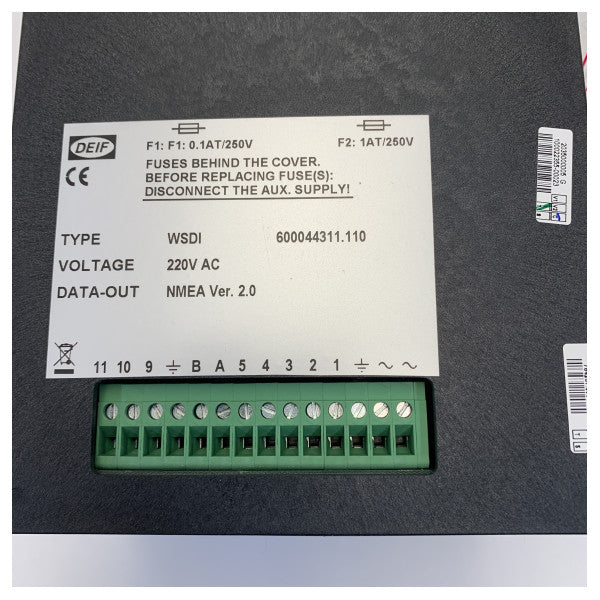 DEIF
F1: F1: 0.1AT/250V
F2: 1AT/250V
FUSES BEHIND THE COVER.
BEFORE REPLACING FUSE(S):
DISCONNECT THE AUX. SUPPLY!
CE
TYPE WSDI 600044311.110
VOLTAGE 220V AC
DATA-OUT NMEA Ver. 2.0
11 10 9 ⏚ B A 5 4 3 2 1 ⏚ ~ ~